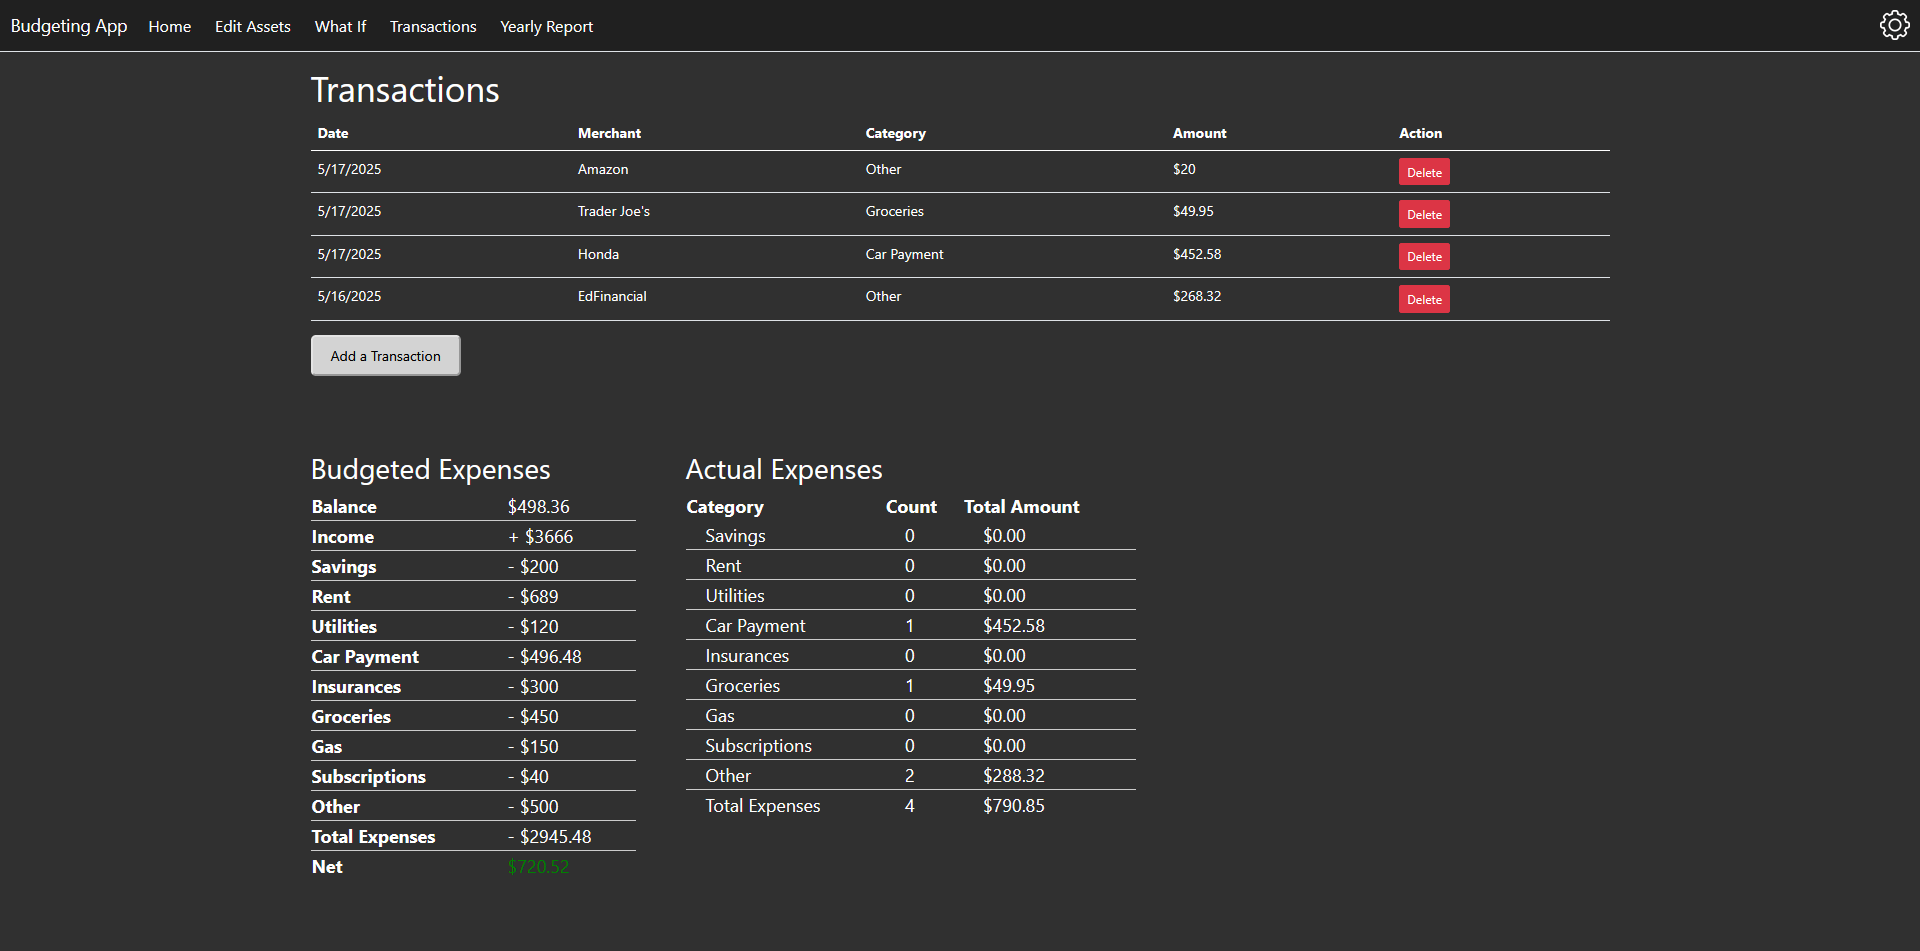 Budgeting App Home Edit Assets What If Transactions Yearly Report
Transactions
Date Merchant Category Amount Action
5/17/2025 Amazon Other $20 Delete
5/17/2025 Trader Joe's Groceries $49.95 Delete
5/17/2025 Honda Car Payment $452.58 Delete
5/16/2025 EdFinancial Other $268.32 Delete
Add a Transaction
Budgeted Expenses
Balance $498.36
Income + $3666
Savings - $200
Rent - $689
Utilities - $120
Car Payment - $496.48
Insurances - $300
Groceries - $450
Gas - $150
Subscriptions - $40
Other - $500
Total Expenses - $2945.48
Net $720.52
Actual Expenses
Category Count Total Amount
Savings 0 $0.00
Rent 0 $0.00
Utilities 0 $0.00
Car Payment 1 $452.58
Insurances 0 $0.00
Groceries 1 $49.95
Gas 0 $0.00
Subscriptions 0 $0.00
Other 2 $288.32
Total Expenses 4 $790.85